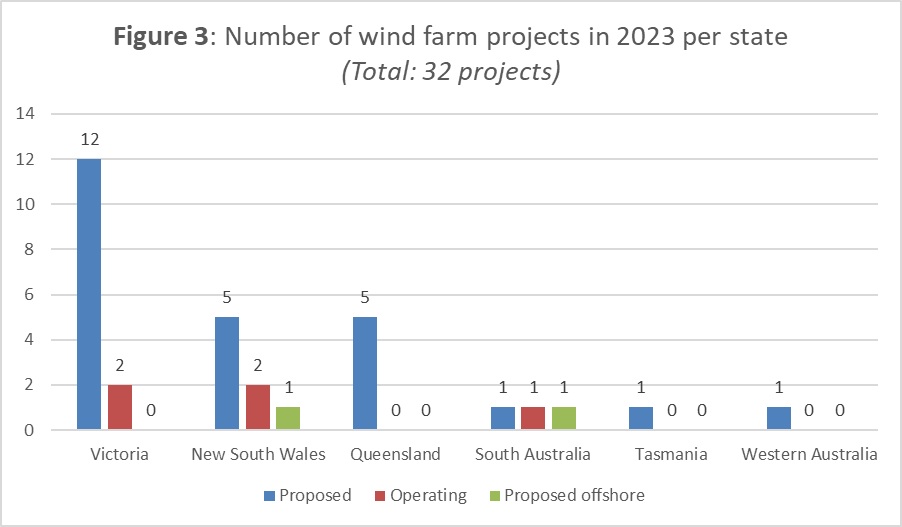 Figure 3: Number of wind farm projects in 2023 per state
(Total: 32 projects)
14
12
10
8
6
4
2
0
12
2
0
5
2
1
5
0
0
1
1
1
1
0
0
1
0
0
Victoria
New South Wales
Queensland
South Australia
Tasmania
Western Australia
Proposed
Operating
Proposed offshore